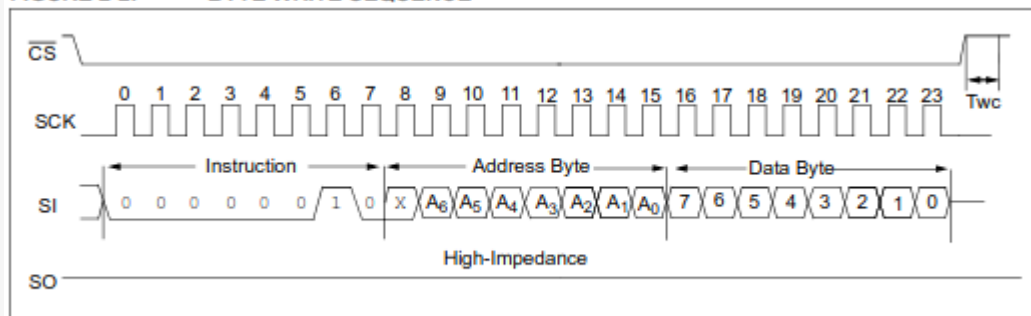 CS
0 1 2 3 4 5 6 7 8 9 10 11 12 13 14 15 16 17 18 19 20 21 22 23
SCK
Twc
Instruction Address Byte Data Byte
SI 0 0 0 0 0 0 1 0 X A6 A5 A4 A3 A2 A1 A0 7 6 5 4 3 2 1 0
High-Impedance
SO